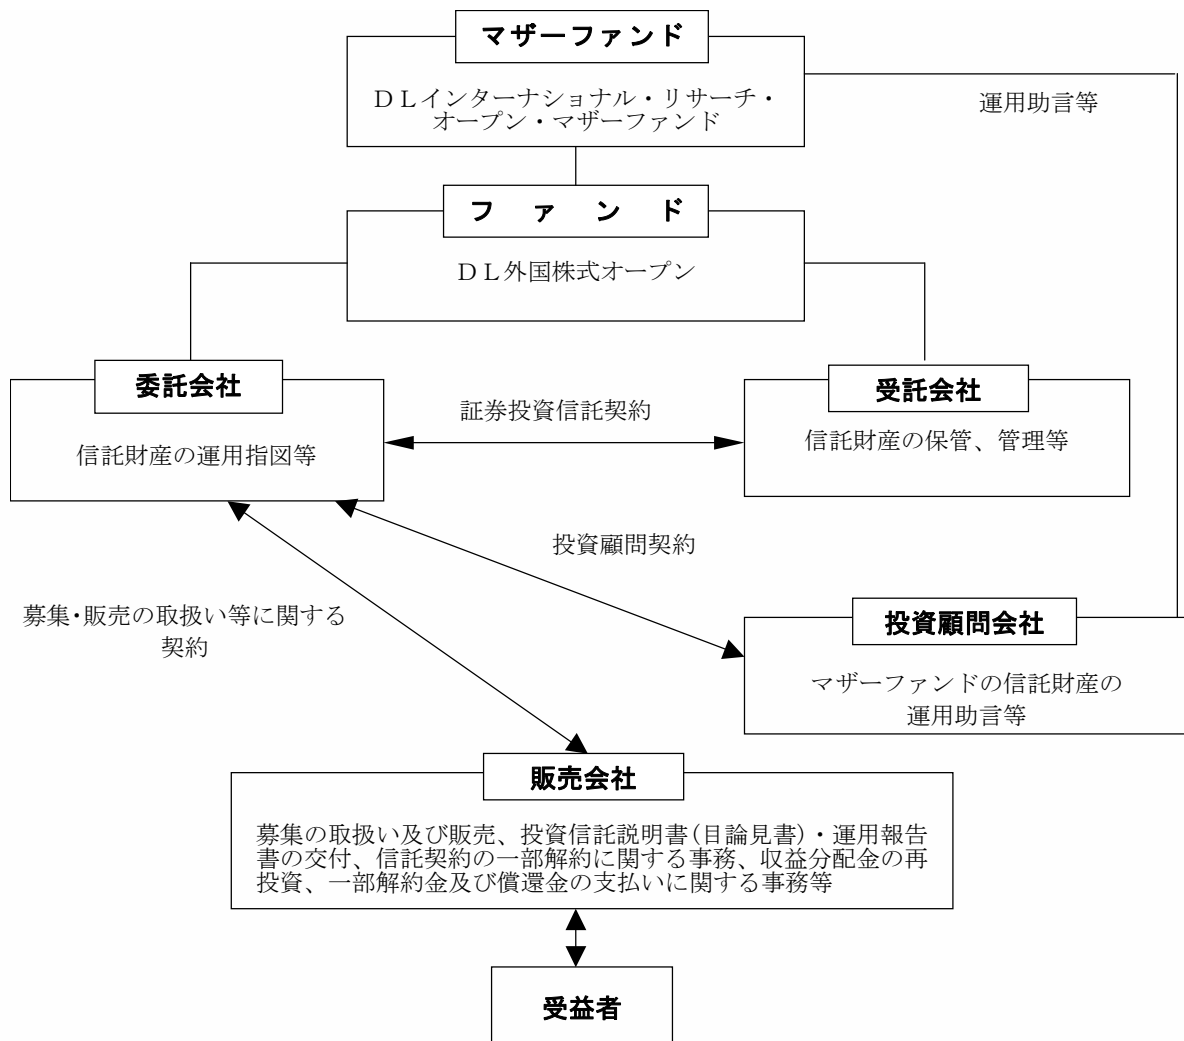 マザーファンド
DLインターナショナル・リサーチ・
オープン・マザーファンド
運用助言等
ファンド
DL外国株式オープン
委託会社
信託財産の運用指図等
証券投資信託契約
受託会社
信託財産の保管、管理等
投資顧問契約
募集・販売の取扱い等に関する
契約
投資顧問会社
マザーファンドの信託財産の
運用助言等
販売会社
募集の取扱い及び販売、投資信託説明書(目論見書)・運用報告
書の交付、信託契約の一部解約に関する事務、収益分配金の再
投資、一部解約金及び償還金の支払いに関する事務等
受益者